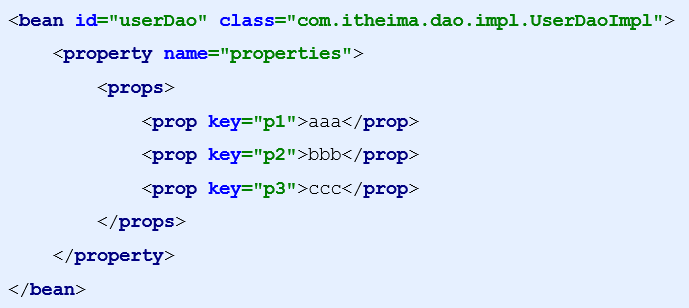 <bean id="userDao" class="com.itheima.dao.impl.UserDaoImpl">
    <property name="properties">
        <props>
            <prop key="p1">aaa</prop>
            <prop key="p2">bbb</prop>
            <prop key="p3">ccc</prop>
        </props>
    </property>
</bean>